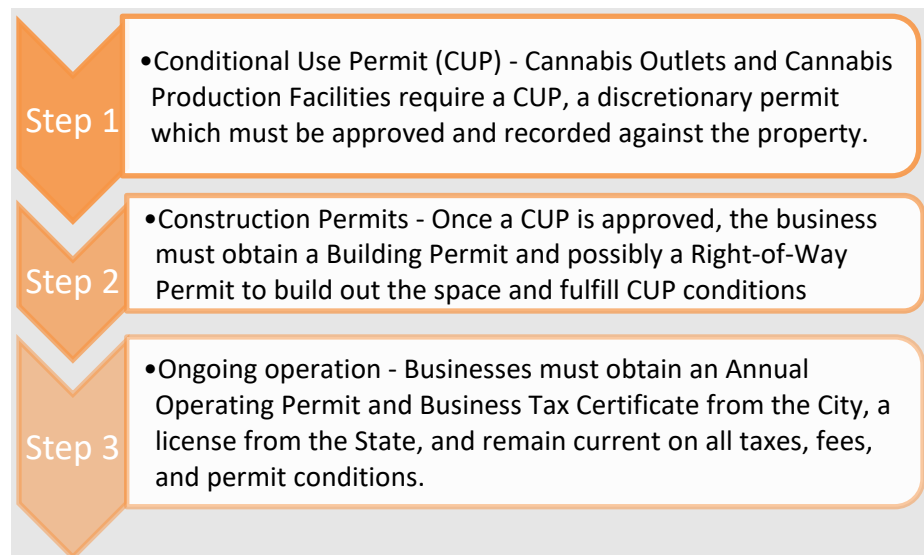 Step 1
•Conditional Use Permit (CUP) - Cannabis Outlets and Cannabis
Production Facilities require a CUP, a discretionary permit
which must be approved and recorded against the property.
Step 2
•Construction Permits - Once a CUP is approved, the business
must obtain a Building Permit and possibly a Right-of-Way
Permit to build out the space and fulfill CUP conditions
Step 3
•Ongoing operation - Businesses must obtain an Annual
Operating Permit and Business Tax Certificate from the City, a
license from the State, and remain current on all taxes, fees,
and permit conditions.